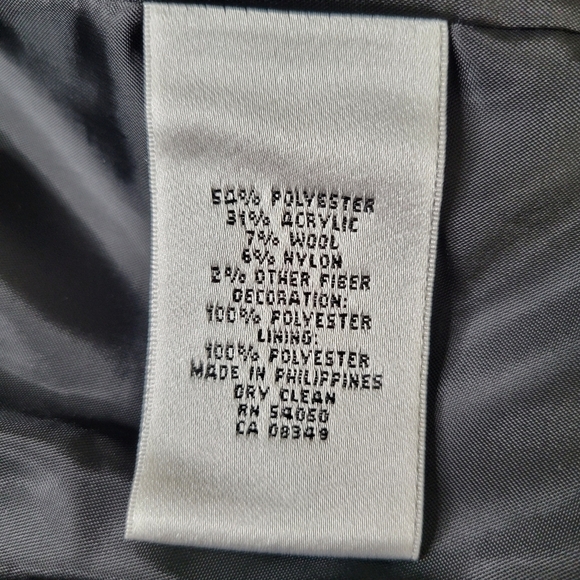 54% POLYESTER
31% ACRYLIC
7% WOOL
6% NYLON
2% OTHER FIBER
DECORATION:
100% POLYESTER
LINING:
100% POLYESTER
MADE IN PHILIPPINES
DRY CLEAN
RN 54050
CA 08349